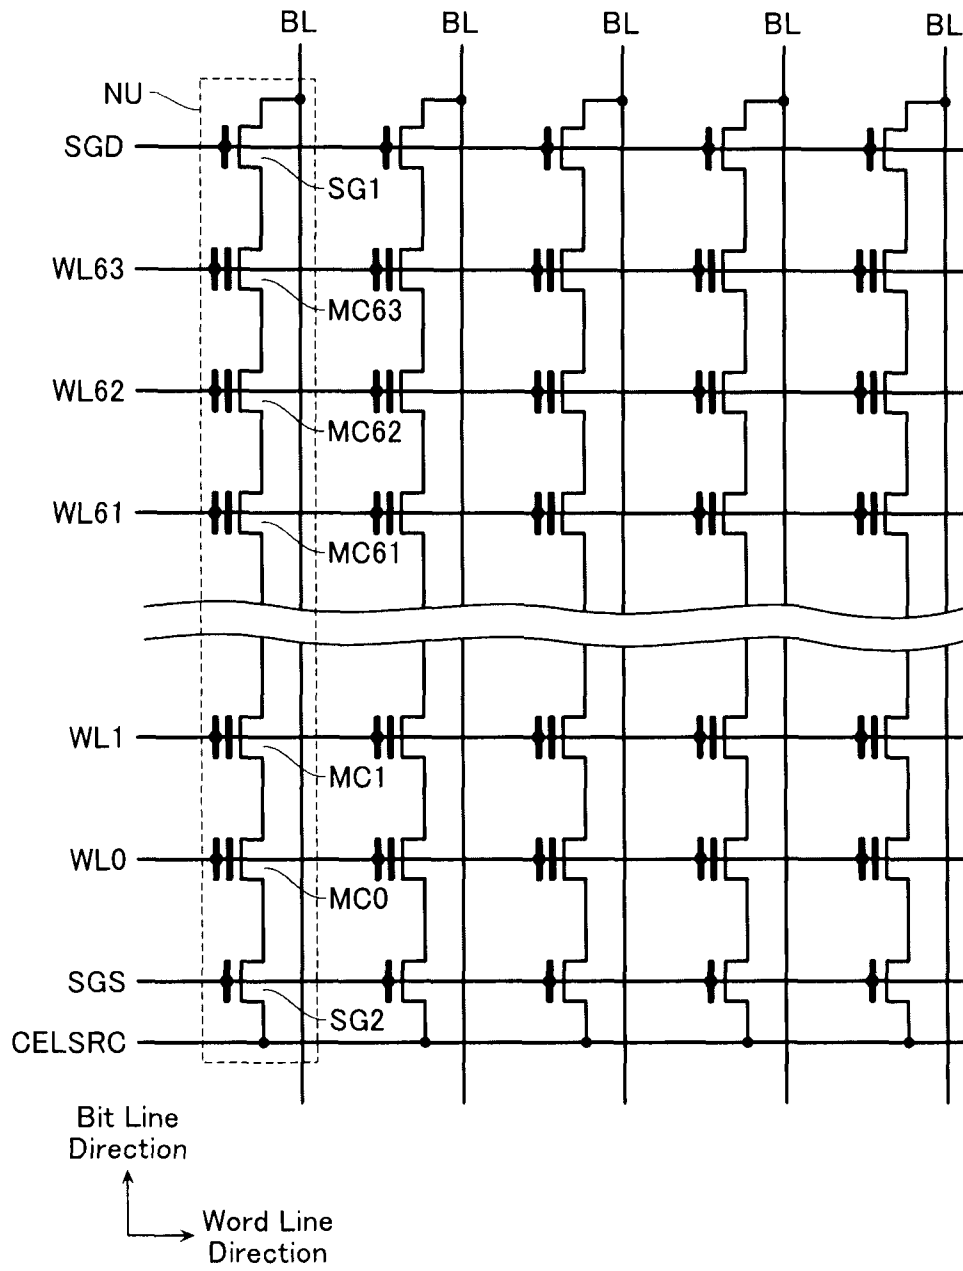 BL BL BL BL BL
NU
SGD
SG1
WL63
MC63
WL62
MC62
WL61
MC61
WL1
MC1
WL0
MC0
SGS
SG2
CELSRC
Bit Line
Direction
Word Line
Direction